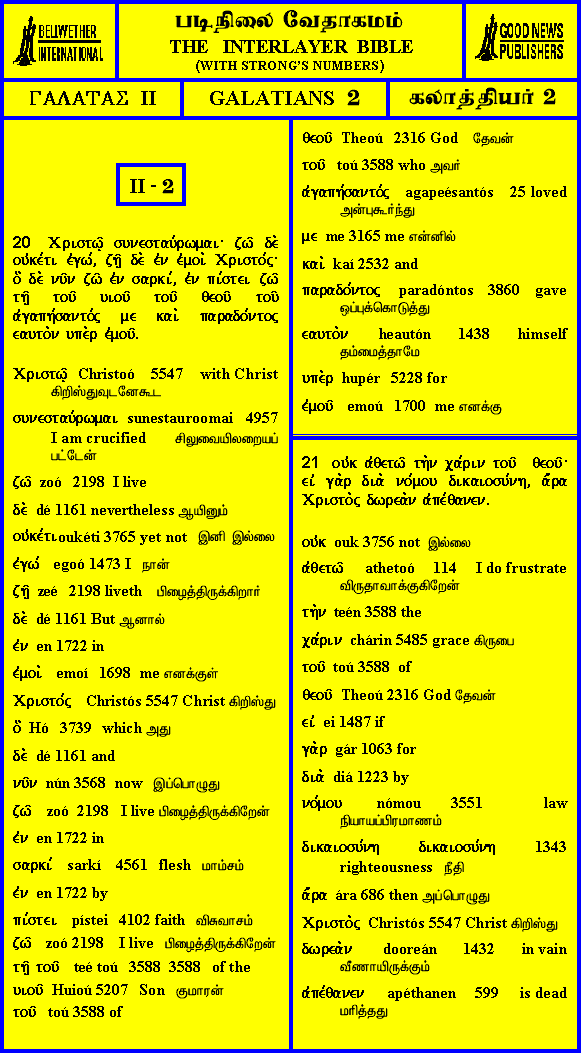 BELLWETHER
INTERNATIONAL
படிநிலை வேதாகமம்
THE INTERLAYER BIBLE
(WITH STRONG'S NUMBERS)
GOOD NEWS
PUBLISHERS
ΓΑΛΑΤΑΣ II
GALATIANS 2
கலாத்தியர் 2
II - 2
20 Χριστῷ συνεσταύρωμαι· ζῶ δὲ
οὐκέτι ἐγώ, ζῇ δὲ ἐν ἐμοὶ Χριστός·
ὃ δὲ νῦν ζῶ ἐν σαρκί, ἐν πίστει ζῶ
τῇ τοῦ υιοῦ τοῦ θεοῦ τοῦ
ἀγαπήσαντός με καὶ παραδόντος
εαυτὸν υπὲρ ἐμοῦ.
Χριστῷ Christoó 5547 with Christ
கிறிஸ்துவுடனேகூட
συνεσταύρωμαι sunestauroomai 4957
I am crucified சிலுவையிலறையப்
பட்டேன்
ζῶ zoó 2198 I live
δὲ dé 1161 nevertheless ஆயினும்
οὐκέτι oukéti 3765 yet not இனி இல்லை
ἐγώ egoó 1473 I நான்
ζῇ zeé 2198 liveth பிழைத்திருக்கிறார்
δὲ dé 1161 But ஆனால்
ἐν en 1722 in
ἐμοὶ emoí 1698 me எனக்குள்
Χριστός Christós 5547 Christ கிறிஸ்து
ὃ Hó 3739 which அது
δὲ dé 1161 and
νῦν nún 3568 now இப்பொழுது
ζῶ zoó 2198 I live பிழைத்திருக்கிறேன்
ἐν en 1722 in
σαρκί sarkí 4561 flesh மாம்சம்
ἐν en 1722 by
πίστει pístei 4102 faith விசுவாசம்
ζῶ zoó 2198 I live பிழைத்திருக்கிறேன்
τῇ τοῦ teé toú 3588 3588 of the
υιοῦ Huioú 5207 Son குமாரன்
τοῦ toú 3588 of
θεοῦ Theoú 2316 God தேவன்
τοῦ toú 3588 who அவர்
ἀγαπήσαντός agapeésantós 25 loved
அன்புகூர்ந்து
με me 3165 me என்னில்
καὶ kaí 2532 and
παραδόντος paradóntos 3860 gave
ஒப்புக்கொடுத்து
εαυτὸν heautón 1438 himself
தம்மைத்தாமே
υπὲρ hupér 5228 for
ἐμοῦ emoú 1700 me எனக்கு
21 οὐκ ἀθετῶ τὴν χάριν τοῦ θεοῦ·
εἰ γὰρ διὰ νόμου δικαιοσύνη, ἄρα
Χριστὸς δωρεὰν ἀπέθανεν.
οὐκ ouk 3756 not இல்லை
ἀθετῶ athetoó 114 I do frustrate
விருதாவாக்குகிறேன்
τὴν teén 3588 the
χάριν chárin 5485 grace கிருபை
τοῦ toú 3588 of
θεοῦ Theoú 2316 God தேவன்
εἰ ei 1487 if
γὰρ gár 1063 for
διὰ diá 1223 by
νόμου nómou 3551 law
நியாயப்பிரமாணம்
δικαιοσύνη dikaiosúnη 1343
righteousness நீதி
ἄρα ára 686 then அப்பொழுது
Χριστὸς Christós 5547 Christ கிறிஸ்து
δωρεὰν dooreán 1432 in vain
வீணாயிருக்கும்
ἀπέθανεν apéthanen 599 is dead
மரித்தது